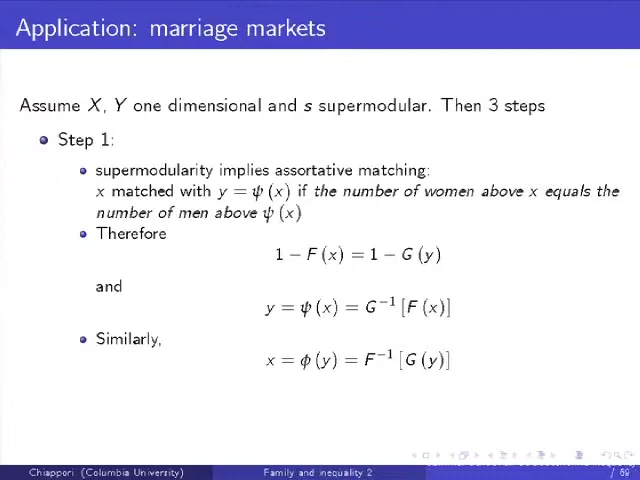 Application: marriage markets
Assume X, Y one dimensional and s supermodular. Then 3 steps
Step 1:
supermodularity implies assortative matching:
x matched with y = ψ (x) if the number of women above x equals the
number of men above ψ (x)
Therefore
1 − F (x) = 1 − G (y)
and
y = ψ (x) = G⁻¹ [F (x)]
Similarly,
x = ϕ (y) = F⁻¹ [G (y)]
Chiappori (Columbia University) Family and inequality 2 / 69